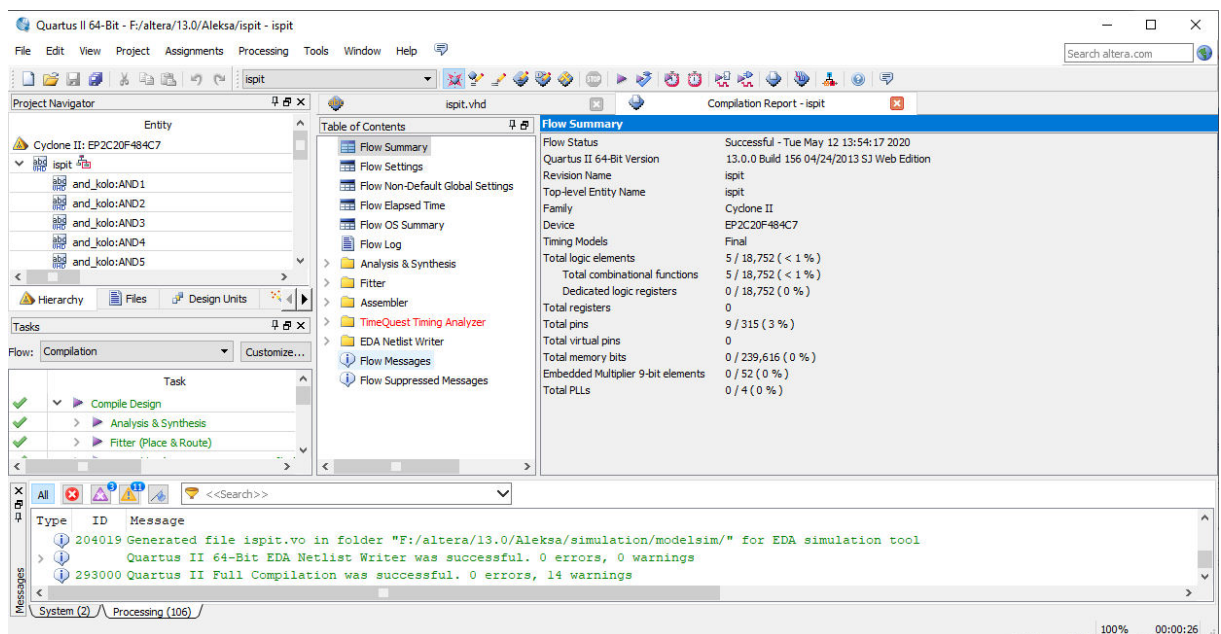 Quartus II 64-Bit - F:/altera/13.0/Aleksa/ispit - ispit
File Edit View Project Assignments Processing Tools Window Help
Search altera.com
ispit
Project Navigator
Entity
Cyclone II: EP2C20F484C7
ispit
and_kolo:AND1
and_kolo:AND2
and_kolo:AND3
and_kolo:AND4
and_kolo:AND5
Hierarchy Files Design Units
Tasks
Flow: Compilation Customize...
Task
Compile Design
Analysis & Synthesis
Fitter (Place & Route)
ispit.vhd Compilation Report - ispit
Table of Contents
Flow Summary
Flow Settings
Flow Non-Default Global Settings
Flow Elapsed Time
Flow OS Summary
Flow Log
Analysis & Synthesis
Fitter
Assembler
TimeQuest Timing Analyzer
EDA Netlist Writer
Flow Messages
Flow Suppressed Messages
Flow Summary
Flow Status Successful - Tue May 12 13:54:17 2020
Quartus II 64-Bit Version 13.0.0 Build 156 04/24/2013 SJ Web Edition
Revision Name ispit
Top-level Entity Name ispit
Family Cyclone II
Device EP2C20F484C7
Timing Models Final
Total logic elements 5 / 18,752 ( < 1 % )
Total combinational functions 5 / 18,752 ( < 1 % )
Dedicated logic registers 0 / 18,752 ( 0 % )
Total registers 0
Total pins 9 / 315 ( 3 % )
Total virtual pins 0
Total memory bits 0 / 239,616 ( 0 % )
Embedded Multiplier 9-bit elements 0 / 52 ( 0 % )
Total PLLs 0 / 4 ( 0 % )
All 3 11 <<Search>>
Type ID Message
204019 Generated file ispit.vo in folder "F:/altera/13.0/Aleksa/simulation/modelsim/" for EDA simulation tool
Quartus II 64-Bit EDA Netlist Writer was successful. 0 errors, 0 warnings
293000 Quartus II Full Compilation was successful. 0 errors, 14 warnings
Messages
System (2) Processing (106)
100% 00:00:26